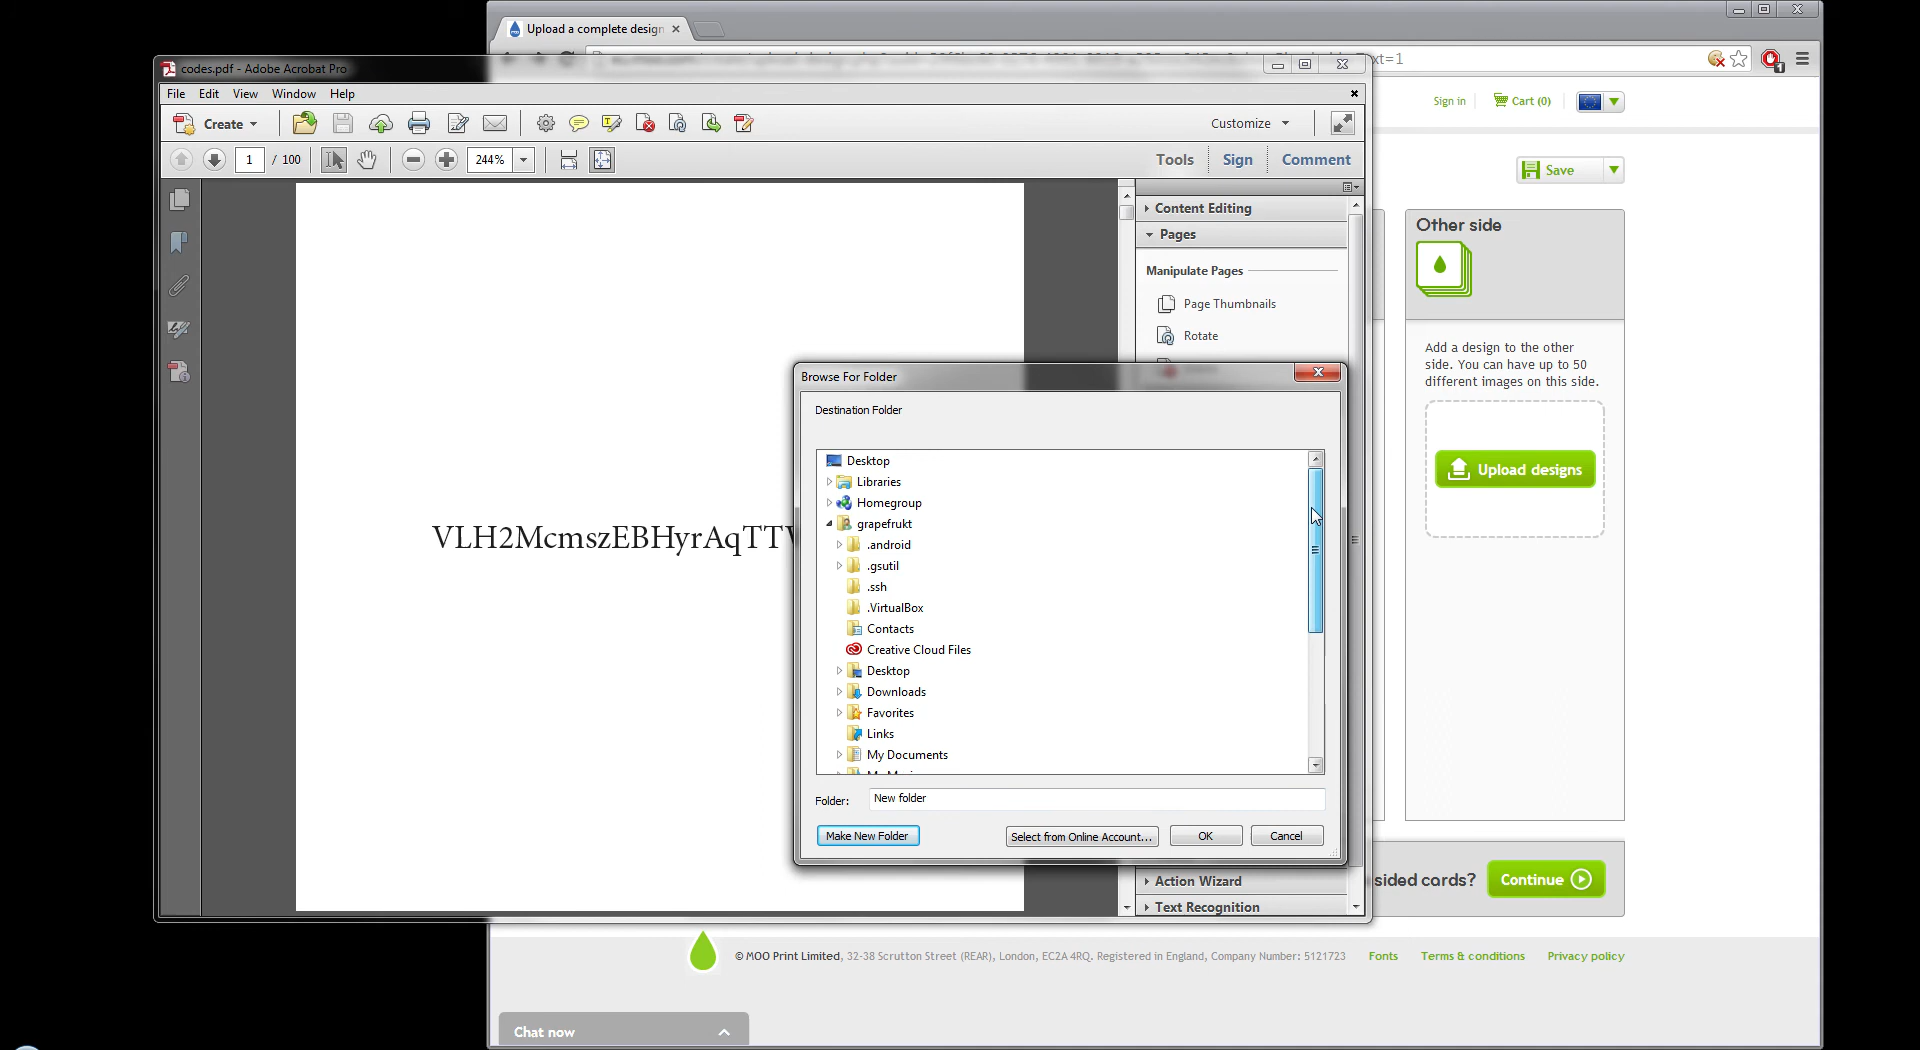 Upload a complete design
xt=1
codes.pdf - Adobe Acrobat Pro
File Edit View Window Help
Create
Customize
1 / 100
244%
Tools Sign Comment
Content Editing
Pages
Manipulate Pages
Page Thumbnails
Rotate
VLH2McmszEBHyrAqTT
Browse For Folder
Destination Folder
Desktop
Libraries
Homegroup
grapefrukt
.android
.gsutil
.ssh
.VirtualBox
Contacts
Creative Cloud Files
Desktop
Downloads
Favorites
Links
My Documents
Folder: New folder
Make New Folder
Select from Online Account...
OK
Cancel
Action Wizard
Text Recognition
1
Sign in
Cart (0)
Save
Other side
Add a design to the other
side. You can have up to 50
different images on this side.
Upload designs
sided cards?
Continue
© MOO Print Limited, 32-38 Scrutton Street (REAR), London, EC2A 4RQ. Registered in England, Company Number: 5121723
Fonts
Terms & conditions
Privacy policy
Chat now